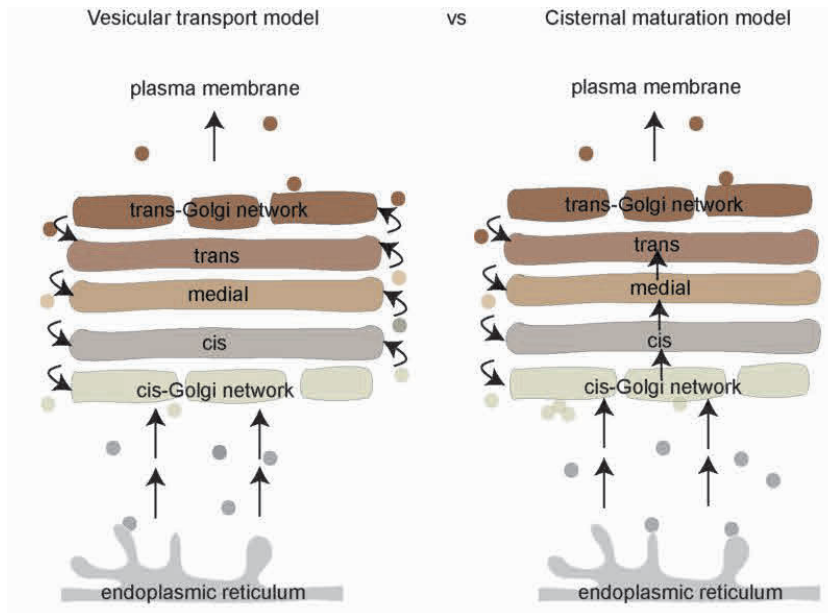 Vesicular transport model vs Cisternal maturation model
plasma membrane
trans-Golgi network
trans
medial
cis
cis-Golgi network
endoplasmic reticulum
plasma membrane
trans-Golgi network
trans
medial
cis
cis-Golgi network
endoplasmic reticulum